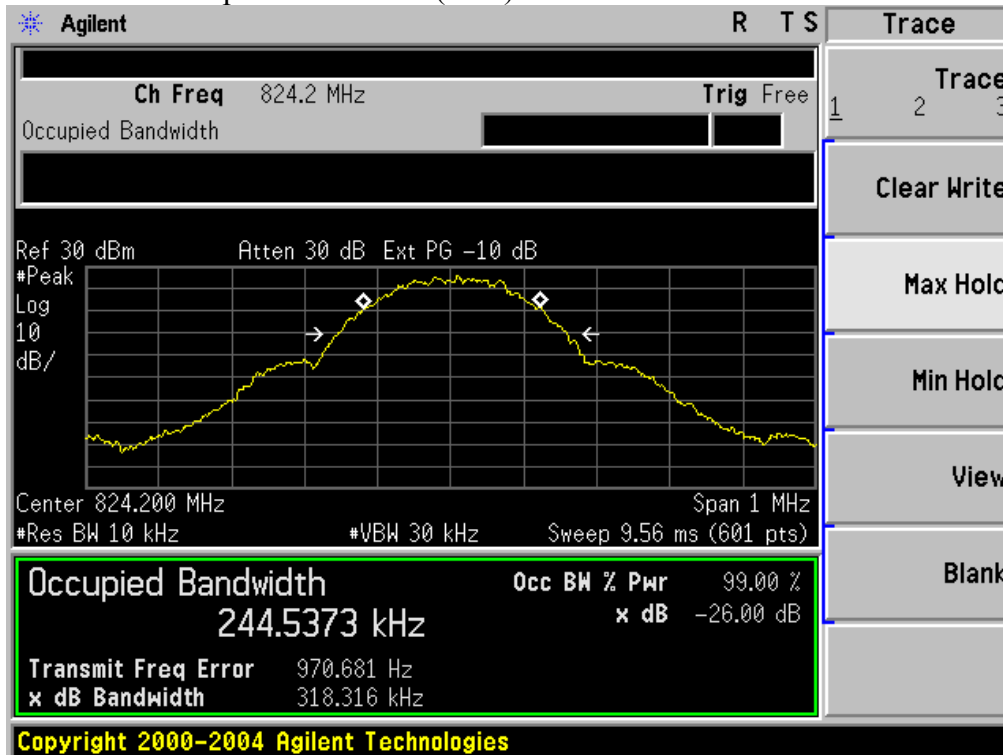 Agilent R T S Trace
Ch Freq 824.2 MHz Trig Free
Occupied Bandwidth
Trace
1 2 3
Clear Write
Max Hold
Min Hold
View
Blank
Ref 30 dBm Atten 30 dB Ext PG -10 dB
#Peak
Log
10
dB/
Center 824.200 MHz Span 1 MHz
#Res BW 10 kHz #VBW 30 kHz Sweep 9.56 ms (601 pts)
Occupied Bandwidth Occ BW % Pwr 99.00 %
244.5373 kHz x dB -26.00 dB
Transmit Freq Error 970.681 Hz
x dB Bandwidth 318.316 kHz
Copyright 2000-2004 Agilent Technologies